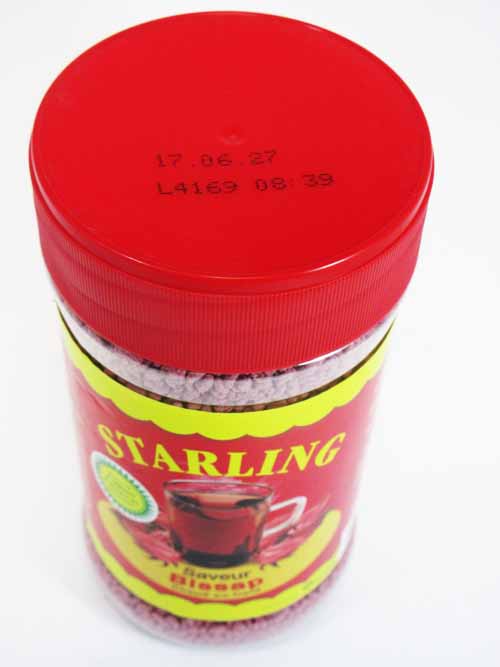 17.06.27
L4169 08:39
STARLING
Saveur
Bissap